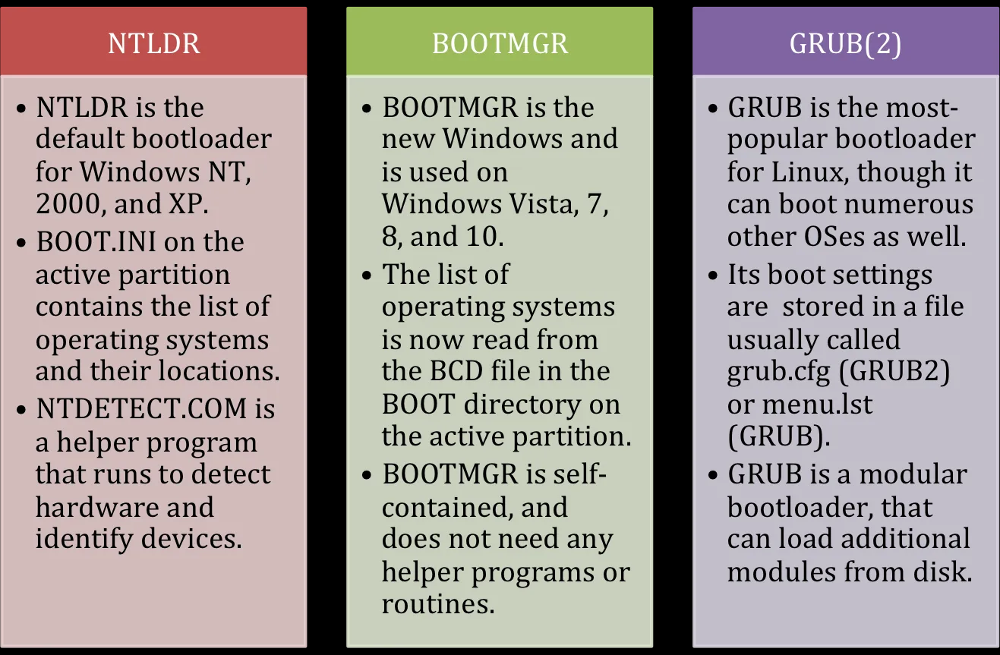 NTLDR
• NTLDR is the
default bootloader
for Windows NT,
2000, and XP.
• BOOT.INI on the
active partition
contains the list of
operating systems
and their locations.
• NTDETECT.COM is
a helper program
that runs to detect
hardware and
identify devices.
BOOTMGR
• BOOTMGR is the
new Windows and
is used on
Windows Vista, 7,
8, and 10.
• The list of
operating systems
is now read from
the BCD file in the
BOOT directory on
the active partition.
• BOOTMGR is self-
contained, and
does not need any
helper programs or
routines.
GRUB(2)
• GRUB is the most-
popular bootloader
for Linux, though it
can boot numerous
other OSes as well.
• Its boot settings
are  stored in a file
usually called
grub.cfg (GRUB2)
or menu.lst
(GRUB).
• GRUB is a modular
bootloader, that
can load additional
modules from disk.